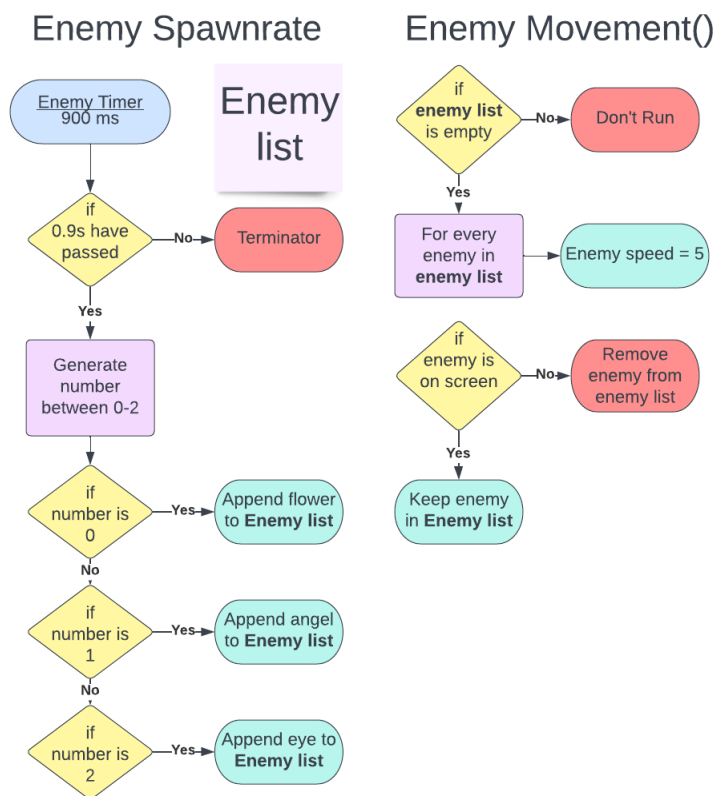 Enemy Spawnrate
Enemy Timer
900 ms
Enemy
list
if
0.9s have
passed
No
Terminator
Yes
Generate
number
between 0-2
if
number is
0
Yes
Append flower
to Enemy list
No
if
number is
1
Yes
Append angel
to Enemy list
No
if
number is
2
Yes
Append eye to
Enemy list
Enemy Movement()
if
enemy list
is empty
No
Don't Run
Yes
For every
enemy in
enemy list
Enemy speed = 5
if
enemy is
on screen
No
Remove
enemy from
enemy list
Yes
Keep enemy
in Enemy list